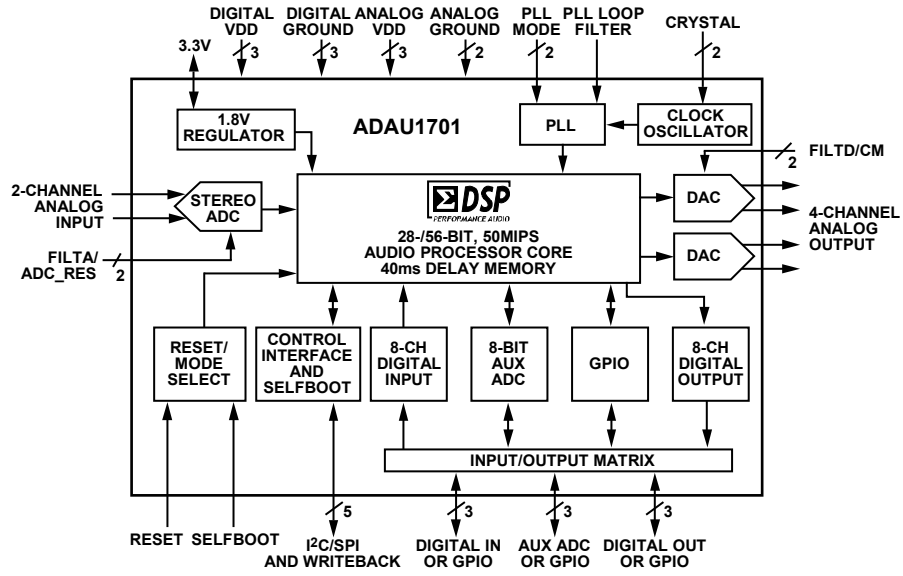 DIGITAL VDD
DIGITAL GROUND
ANALOG VDD
ANALOG GROUND
PLL MODE
PLL LOOP FILTER
CRYSTAL
3.3V
3
3
3
2
2
2
1.8V
REGULATOR
ADAU1701
PLL
CLOCK
OSCILLATOR
2
FILTD/CM
2-CHANNEL
ANALOG
INPUT
STEREO
ADC
FILTA/
ADC_RES
2
ΣDSP
PERFORMANCE AUDIO
28-/56-BIT, 50MIPS
AUDIO PROCESSOR CORE
40ms DELAY MEMORY
DAC
DAC
4-CHANNEL
ANALOG
OUTPUT
RESET/
MODE
SELECT
CONTROL
INTERFACE
AND
SELFBOOT
8-CH
DIGITAL
INPUT
8-BIT
AUX
ADC
GPIO
8-CH
DIGITAL
OUTPUT
INPUT/OUTPUT MATRIX
5
3
3
3
RESET
SELFBOOT
I2C/SPI
AND WRITEBACK
DIGITAL IN
OR GPIO
AUX ADC
OR GPIO
DIGITAL OUT
OR GPIO